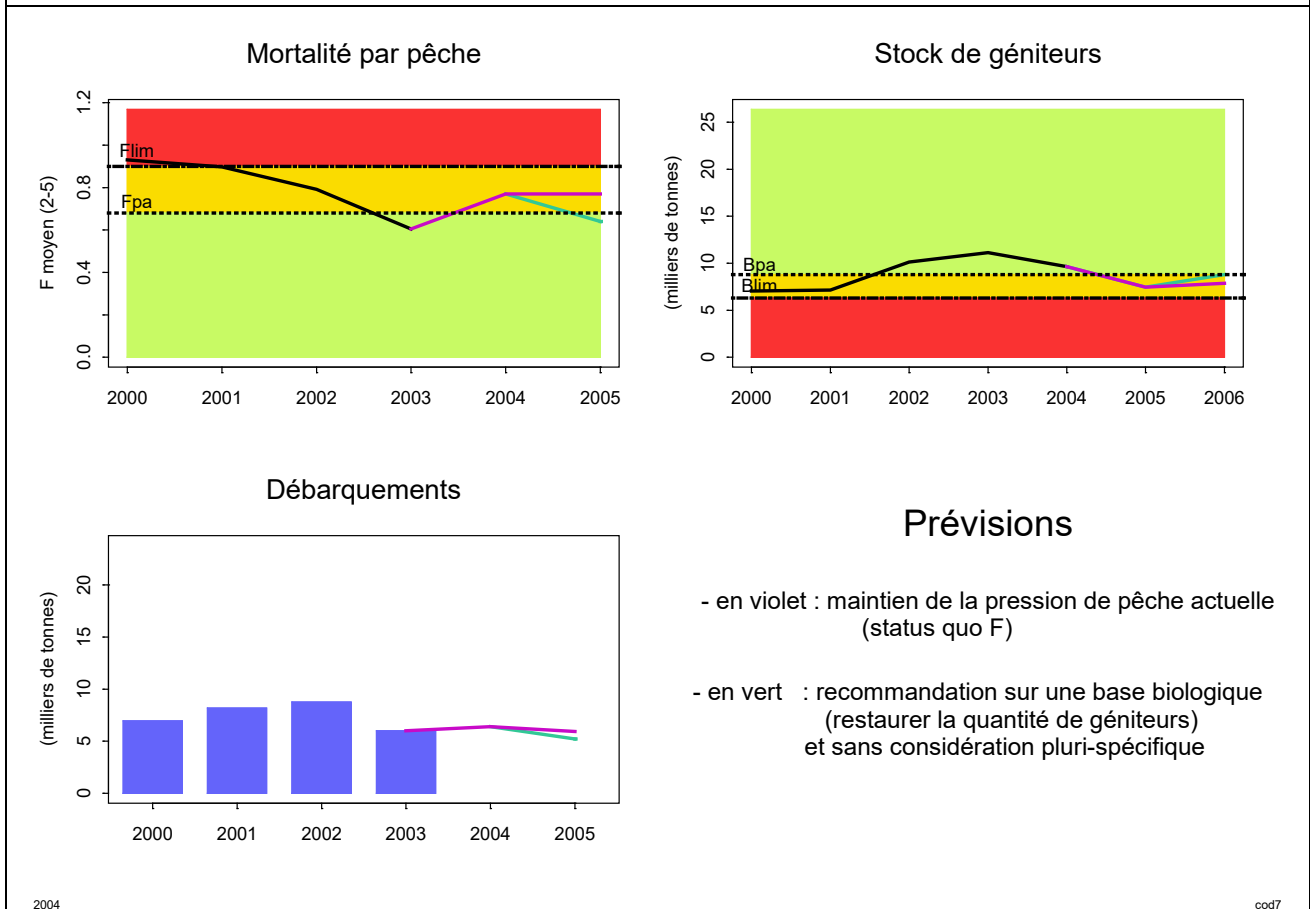 Mortalité par pêche
F moyen (2-5)
0.0 0.4 0.8 1.2
Flim
Fpa
2000 2001 2002 2003 2004 2005
Stock de géniteurs
(milliers de tonnes)
0 5 10 15 20 25
Bpa
Blim
2000 2001 2002 2003 2004 2005 2006
Débarquements
(milliers de tonnes)
0 5 10 15 20
2000 2001 2002 2003 2004 2005
Prévisions
- en violet : maintien de la pression de pêche actuelle
(status quo F)
- en vert : recommandation sur une base biologique
(restaurer la quantité de géniteurs)
et sans considération pluri-spécifique
2004
cod7